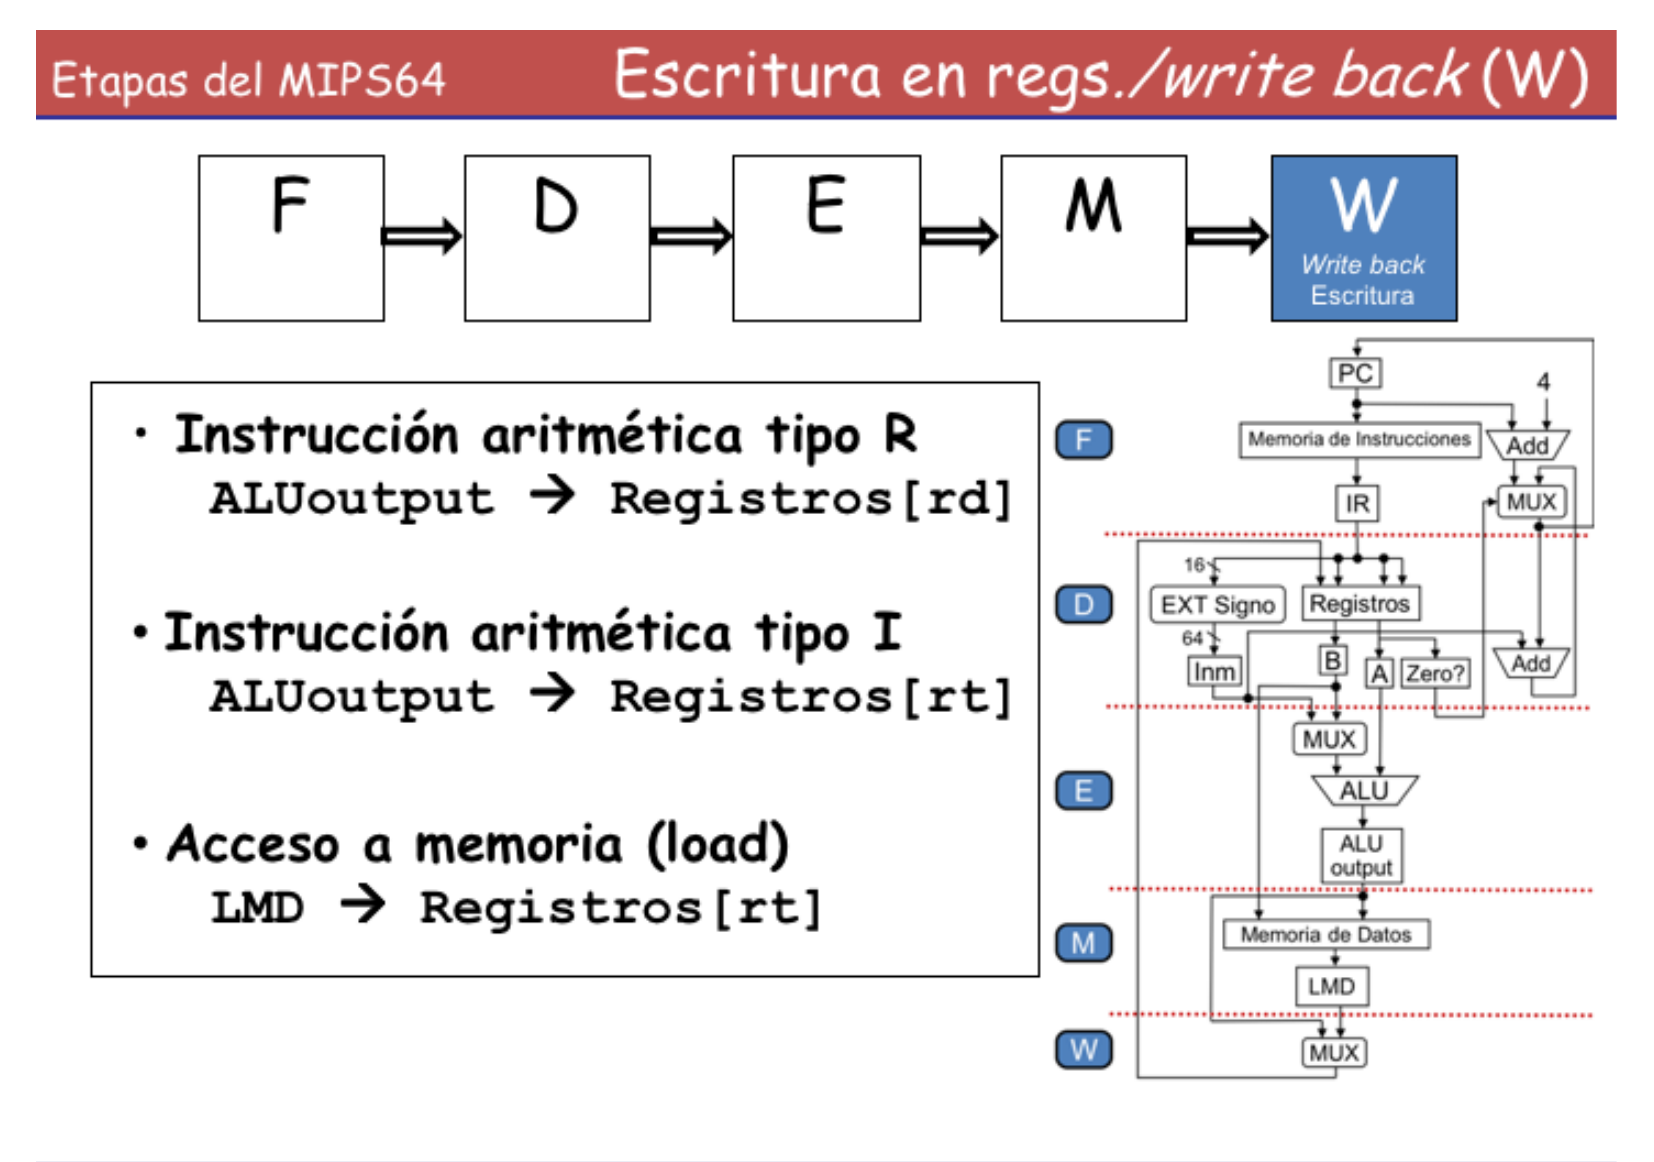 Etapas del MIPS64
Escritura en regs./write back (W)
F
D
E
M
W
Write back
Escritura
• Instrucción aritmética tipo R
ALUoutput → Registros[rd]
• Instrucción aritmética tipo I
ALUoutput → Registros[rt]
• Acceso a memoria (load)
LMD → Registros[rt]
PC
4
F
Memoria de Instrucciones
Add
IR
MUX
16
D
EXT Signo
Registros
64
Inm
B
A
Zero?
Add
MUX
E
ALU
ALU
output
M
Memoria de Datos
LMD
W
MUX